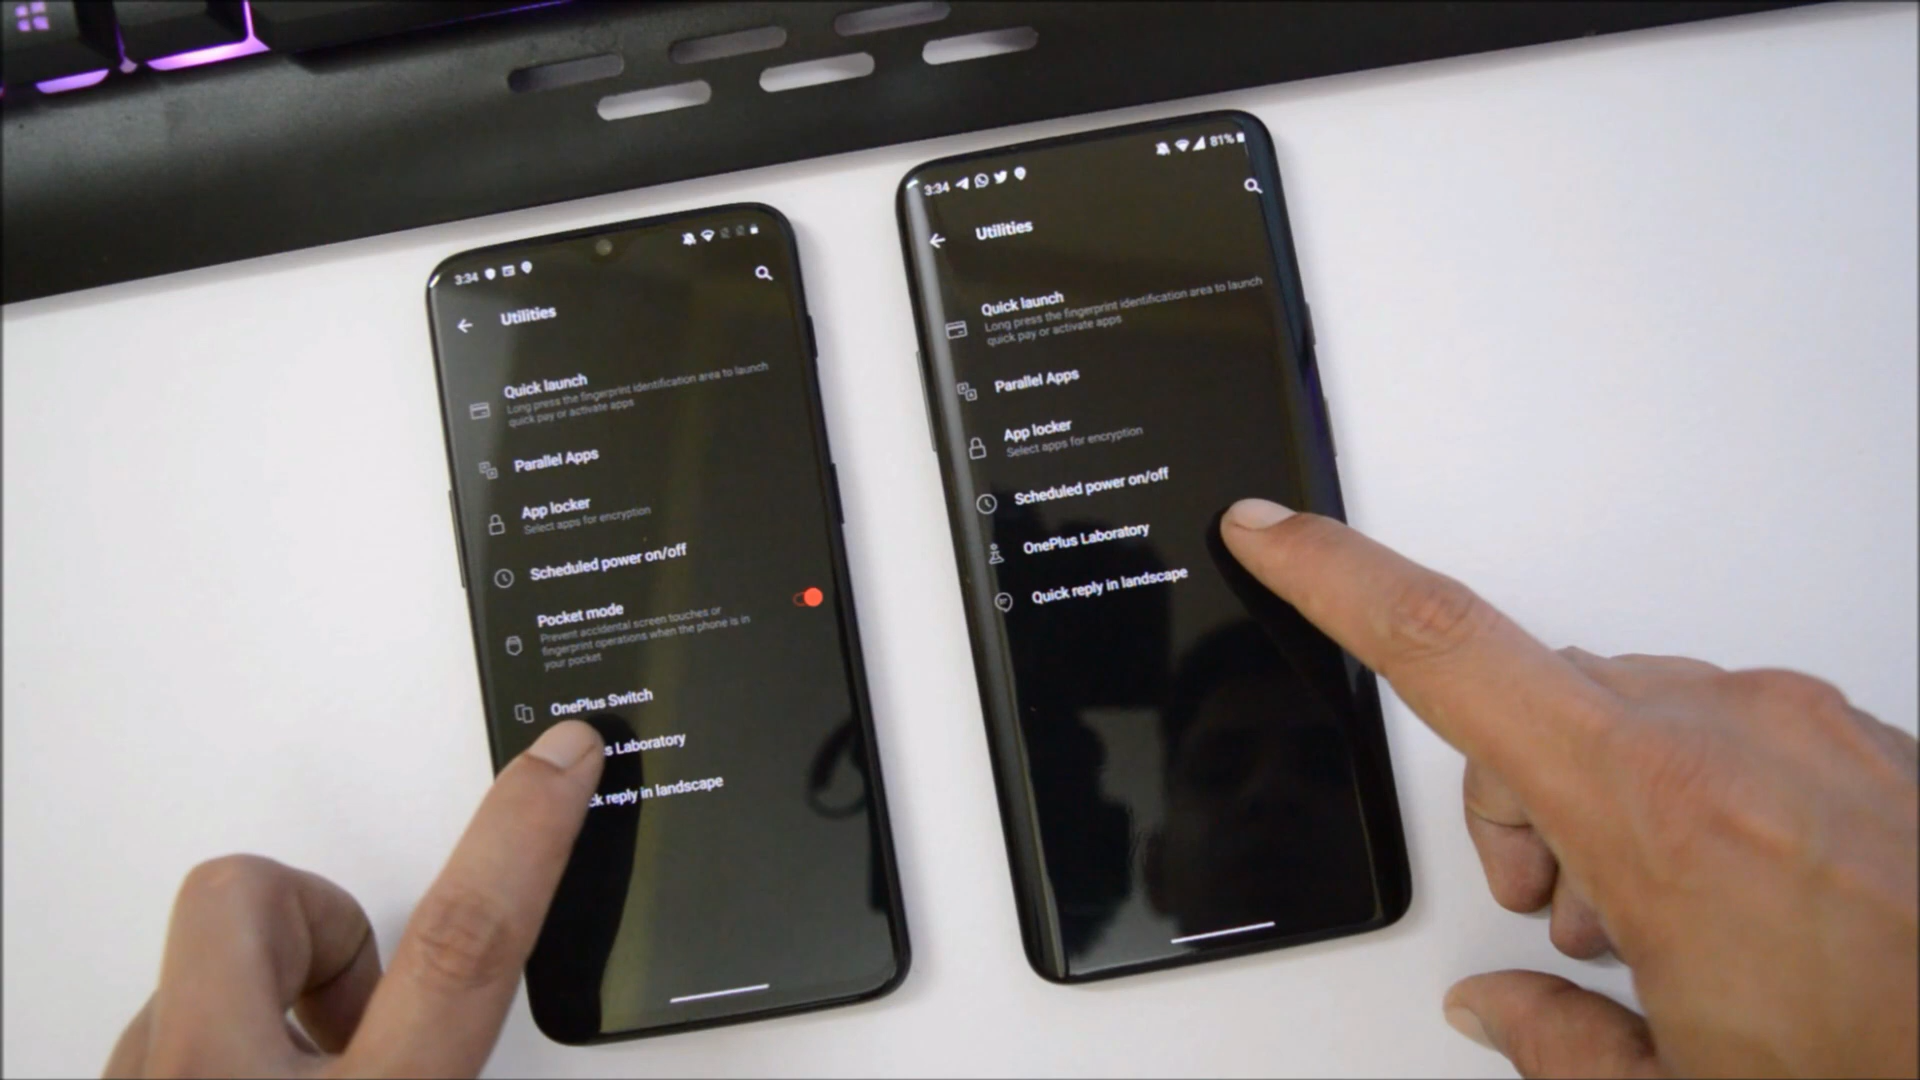 3:34
Utilities
Quick launch
Long press the fingerprint identification area to launch
quick pay or activate apps
Parallel Apps
App locker
Select apps for encryption
Scheduled power on/off
Pocket mode
Prevent accidental screen touches or
fingerprint operations when the phone is in
your pocket
OnePlus Switch
s Laboratory
ck reply in landscape
3:34 81%
Utilities
Quick launch
Long press the fingerprint identification area to launch
quick pay or activate apps
Parallel Apps
App locker
Select apps for encryption
Scheduled power on/off
OnePlus Laboratory
Quick reply in landscape